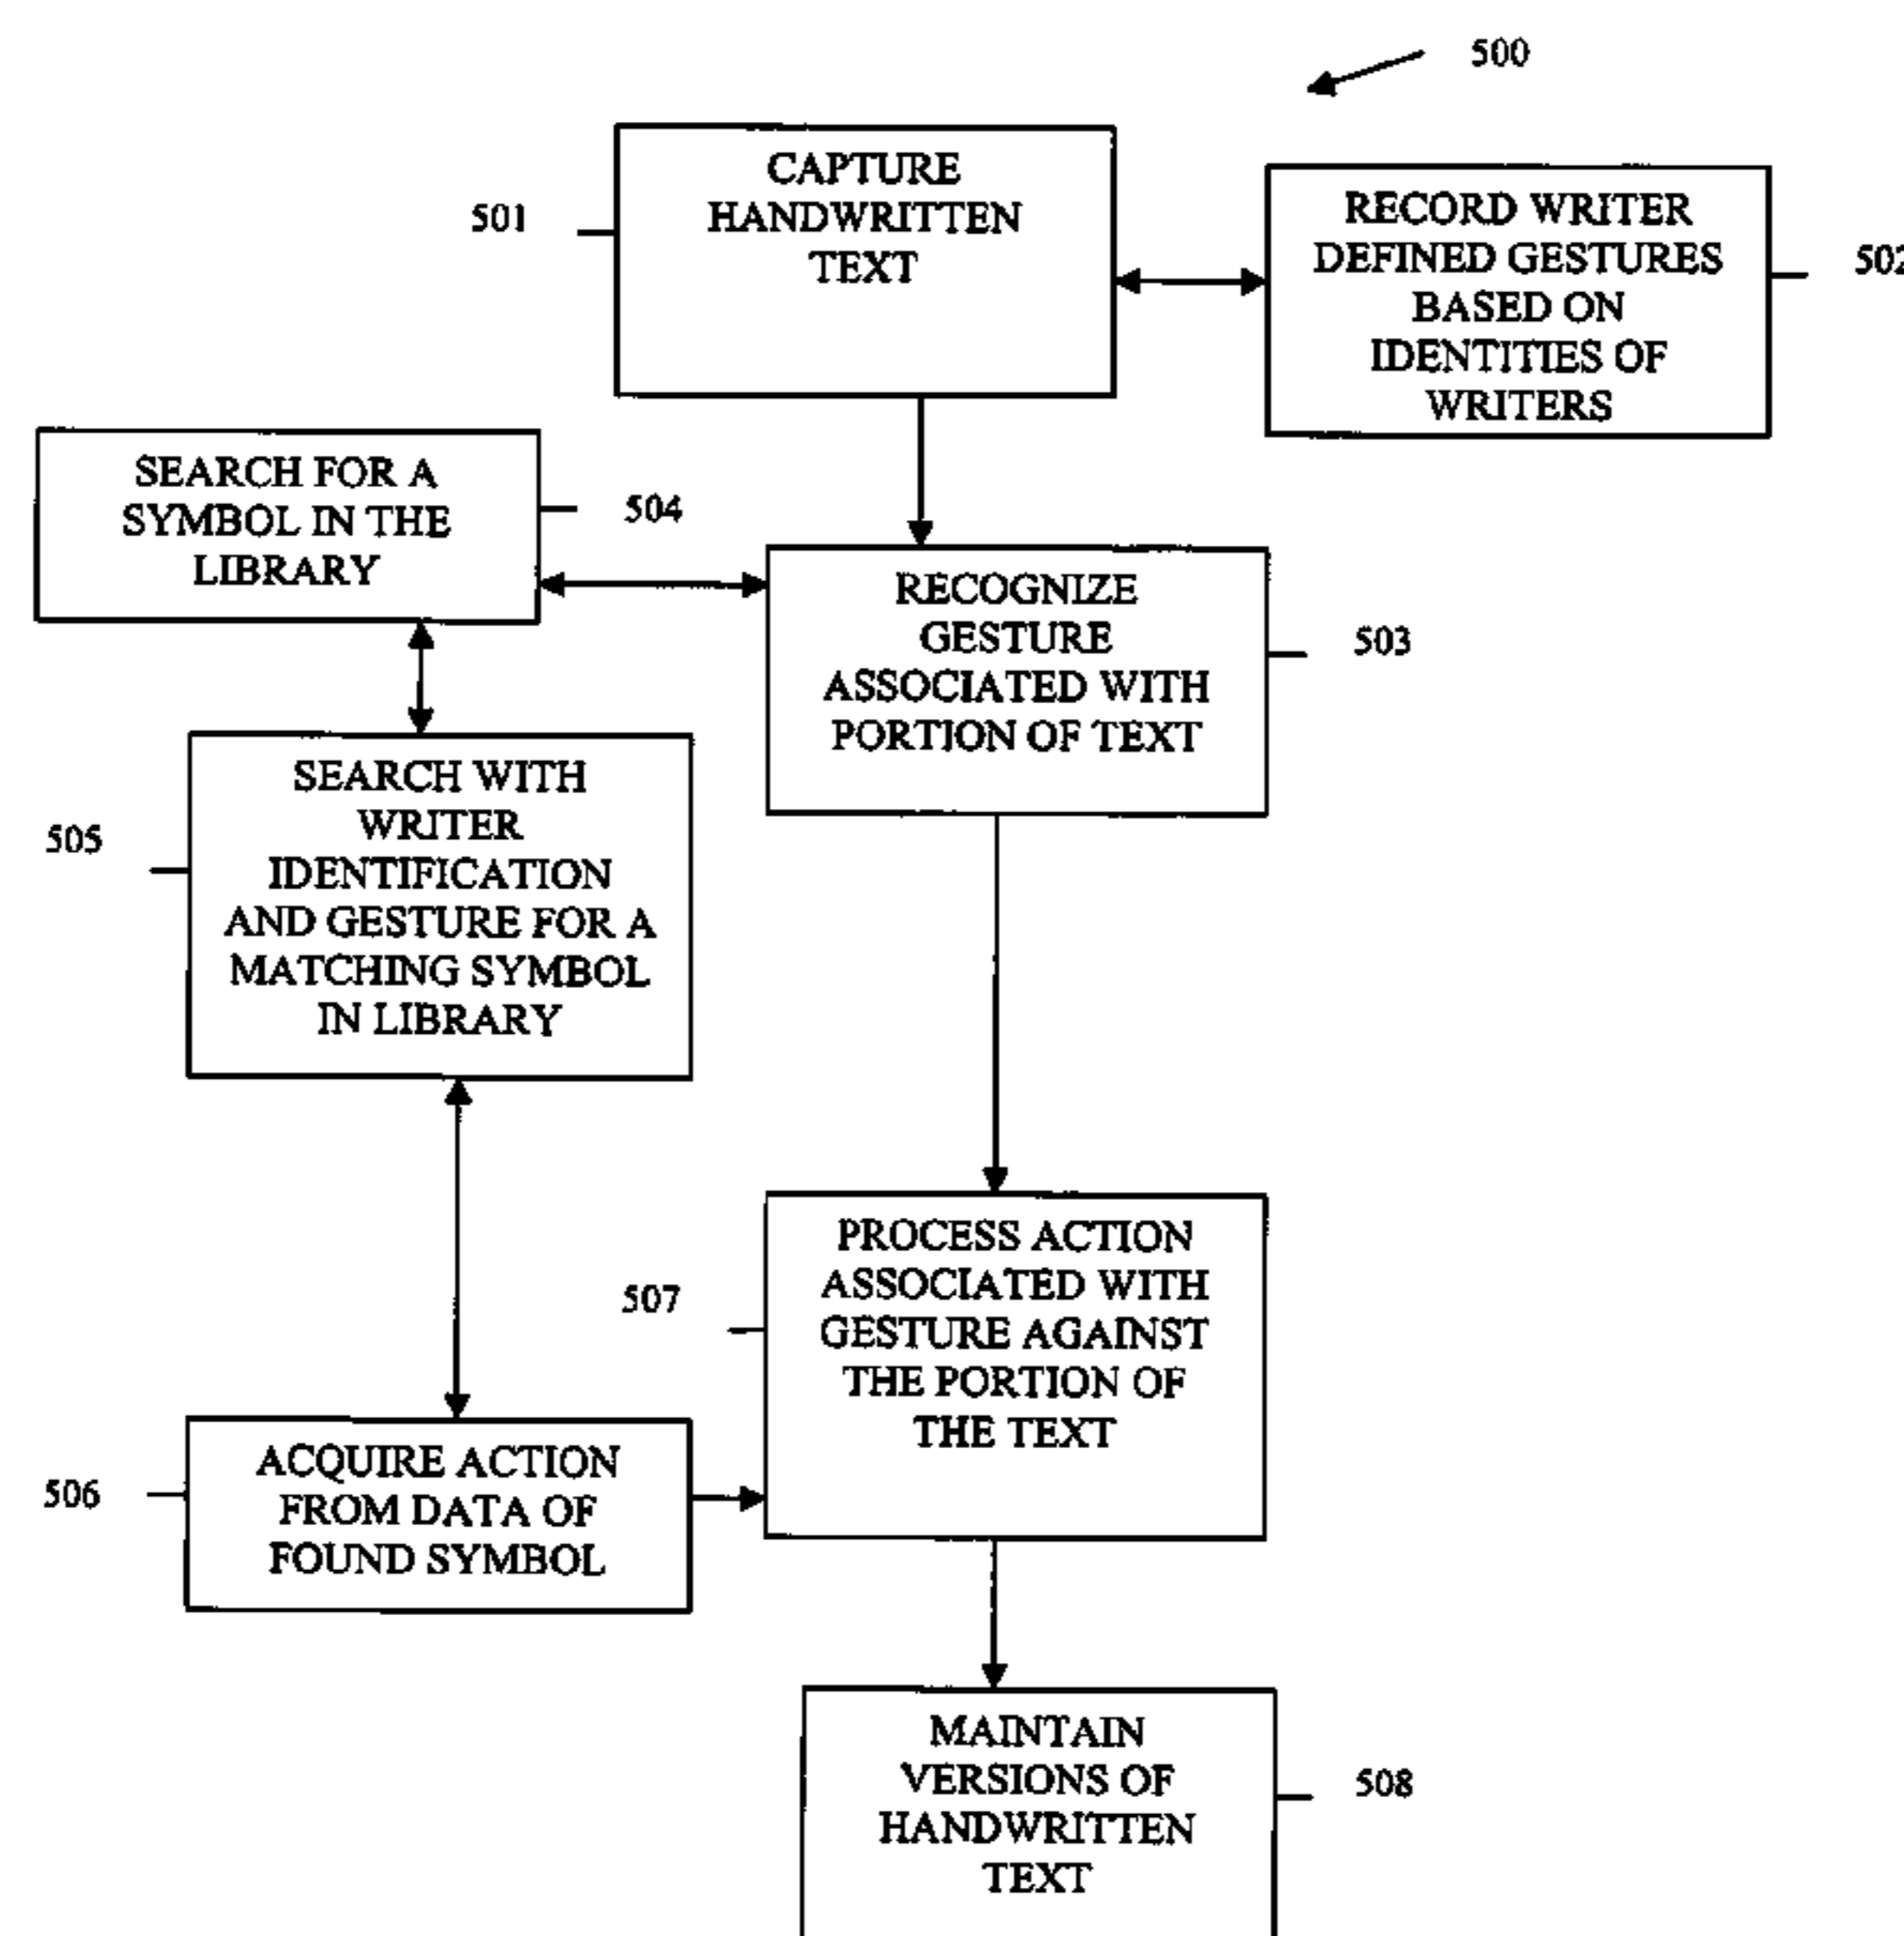 500
CAPTURE
HANDWRITTEN
TEXT
501
RECORD WRITER
DEFINED GESTURES
BASED ON
IDENTITIES OF
WRITERS
502
SEARCH FOR A
SYMBOL IN THE
LIBRARY
504
RECOGNIZE
GESTURE
ASSOCIATED WITH
PORTION OF TEXT
503
SEARCH WITH
WRITER
IDENTIFICATION
AND GESTURE FOR A
MATCHING SYMBOL
IN LIBRARY
505
PROCESS ACTION
ASSOCIATED WITH
GESTURE AGAINST
THE PORTION OF
THE TEXT
507
ACQUIRE ACTION
FROM DATA OF
FOUND SYMBOL
506
MAINTAIN
VERSIONS OF
HANDWRITTEN
TEXT
508